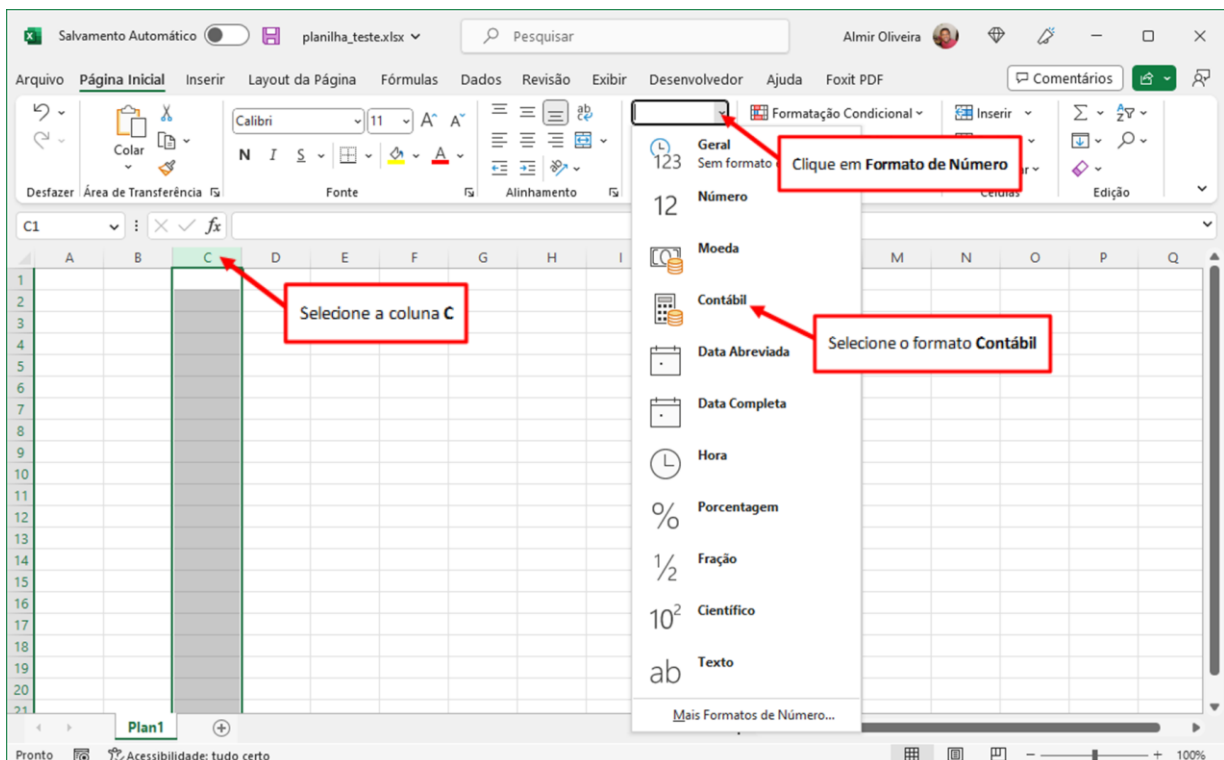 Salvamento Automático planilha_teste.xlsx Pesquisar Almir Oliveira
Arquivo Página Inicial Inserir Layout da Página Fórmulas Dados Revisão Exibir Desenvolvedor Ajuda Foxit PDF Comentários
Calibri 11 Formatação Condicional Inserir
Colar
N I S A
Desfazer Área de Transferência Fonte Alinhamento Células Edição
Clique em Formato de Número
C1 fx
A B C D E F G H I M N O P Q
1
2
3
4
5
6
7
8
9
10
11
12
13
14
15
16
17
18
19
20
21
Selecione a coluna C
Geral
123 Sem formato
12 Número
Moeda
Contábil
Selecione o formato Contábil
Data Abreviada
Data Completa
Hora
% Porcentagem
½ Fração
10² Científico
ab Texto
Mais Formatos de Número...
Plan1
Pronto Acessibilidade: tudo certo 100%